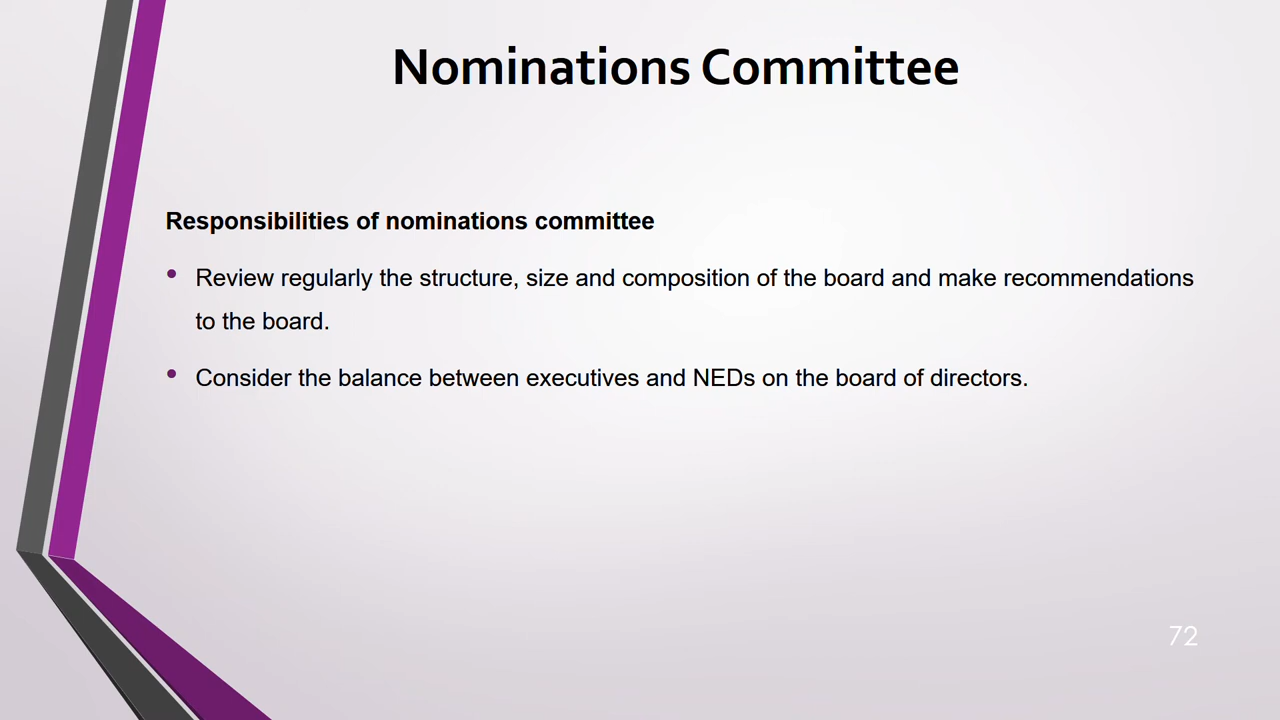 Nominations Committee
Responsibilities of nominations committee
• Review regularly the structure, size and composition of the board and make recommendations
to the board.
• Consider the balance between executives and NEDs on the board of directors.
72